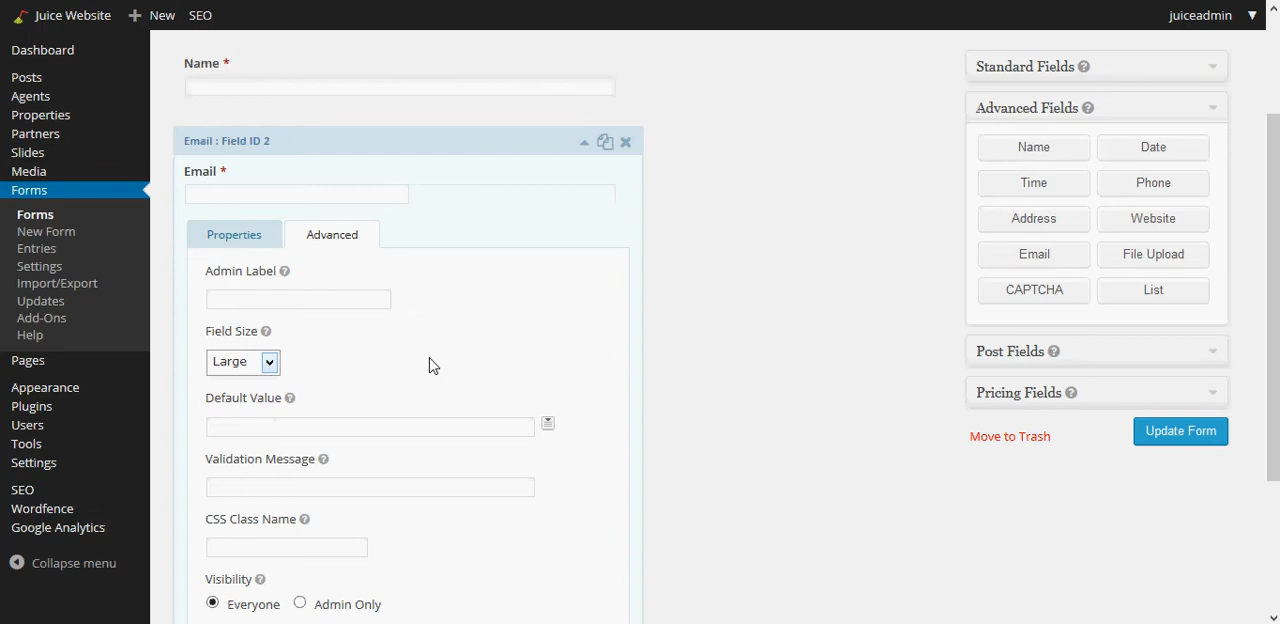 Juice Website
New
SEO
juiceadmin
Dashboard
Posts
Agents
Properties
Partners
Slides
Media
Forms
Forms
New Form
Entries
Settings
Import/Export
Updates
Add-Ons
Help
Pages
Appearance
Plugins
Users
Tools
Settings
SEO
Wordfence
Google Analytics
Collapse menu
Name *
Email : Field ID 2
Email *
Properties
Advanced
Admin Label ?
Field Size ?
Large
Default Value ?
Validation Message ?
CSS Class Name ?
Visibility ?
Everyone
Admin Only
Standard Fields ?
Advanced Fields ?
Name
Date
Time
Phone
Address
Website
Email
File Upload
CAPTCHA
List
Post Fields ?
Pricing Fields ?
Move to Trash
Update Form